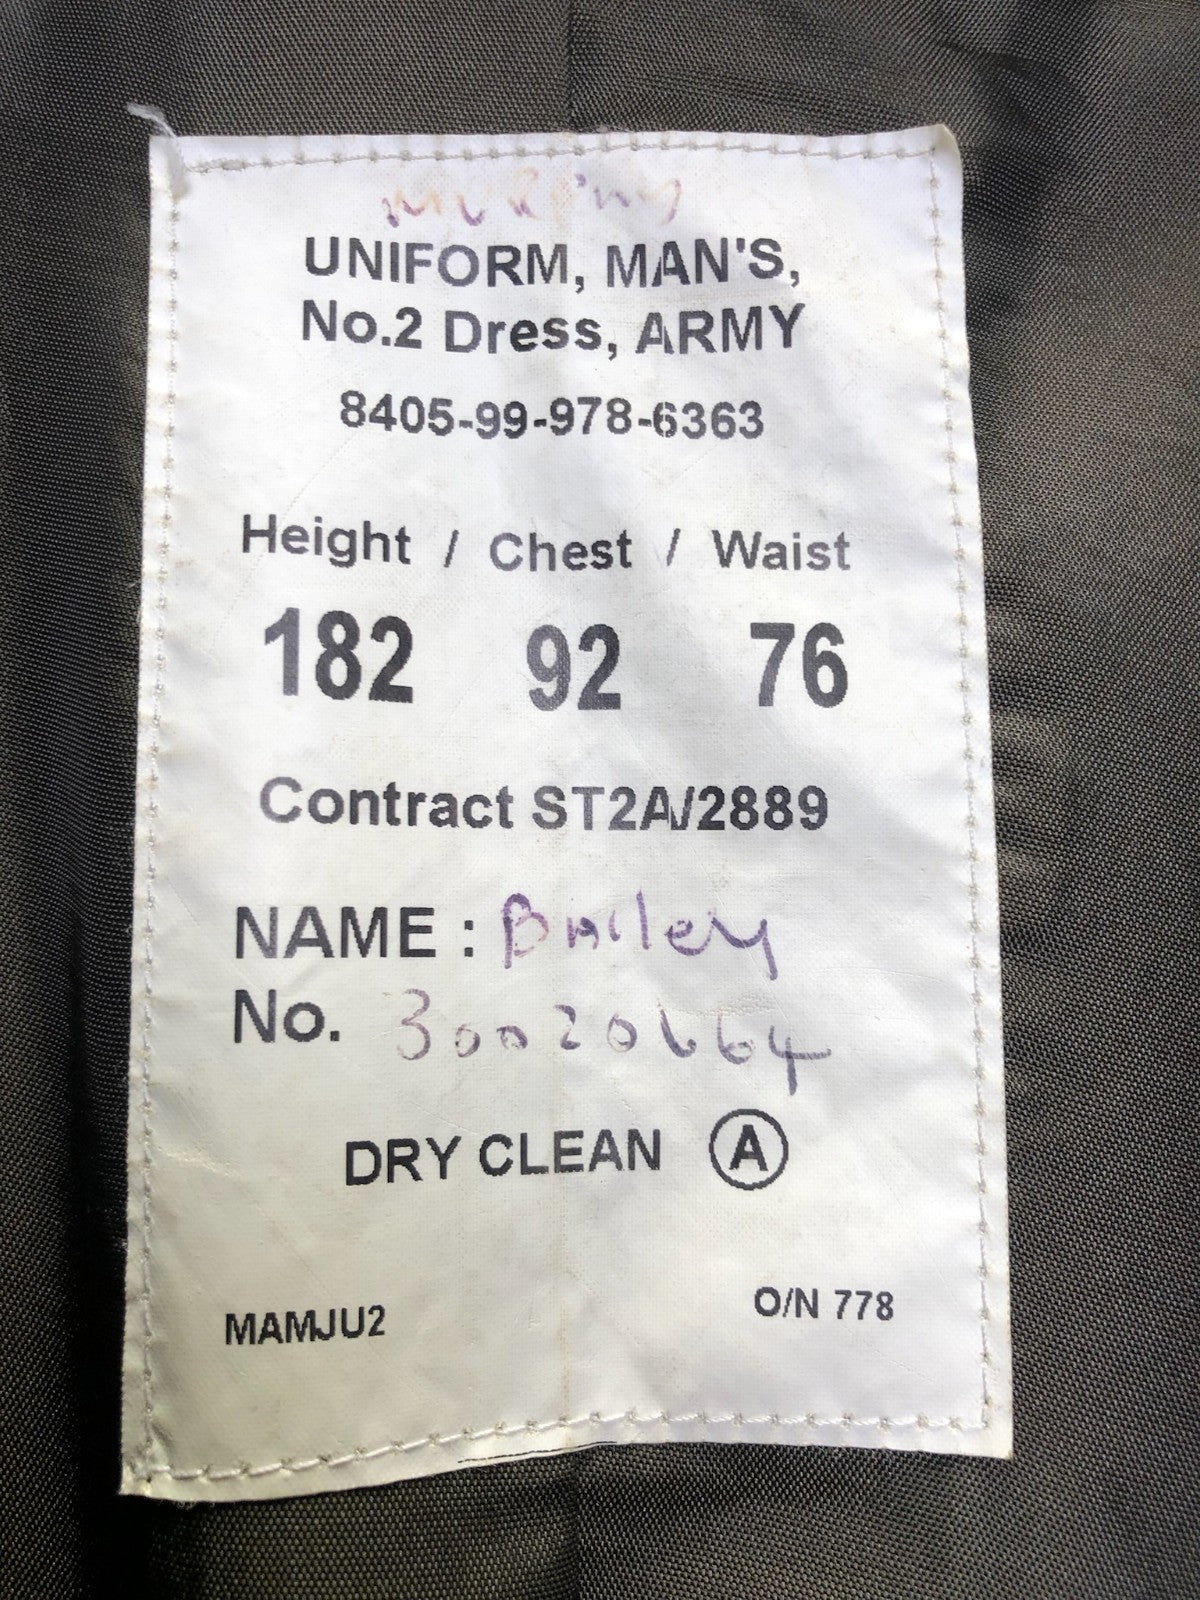 Murphy
UNIFORM, MAN'S,
No.2 Dress, ARMY
8405-99-978-6363
Height / Chest / Waist
182 92 76
Contract ST2A/2889
NAME : Bailey
No. 30020664
DRY CLEAN Ⓐ
MAMJU2 O/N 778